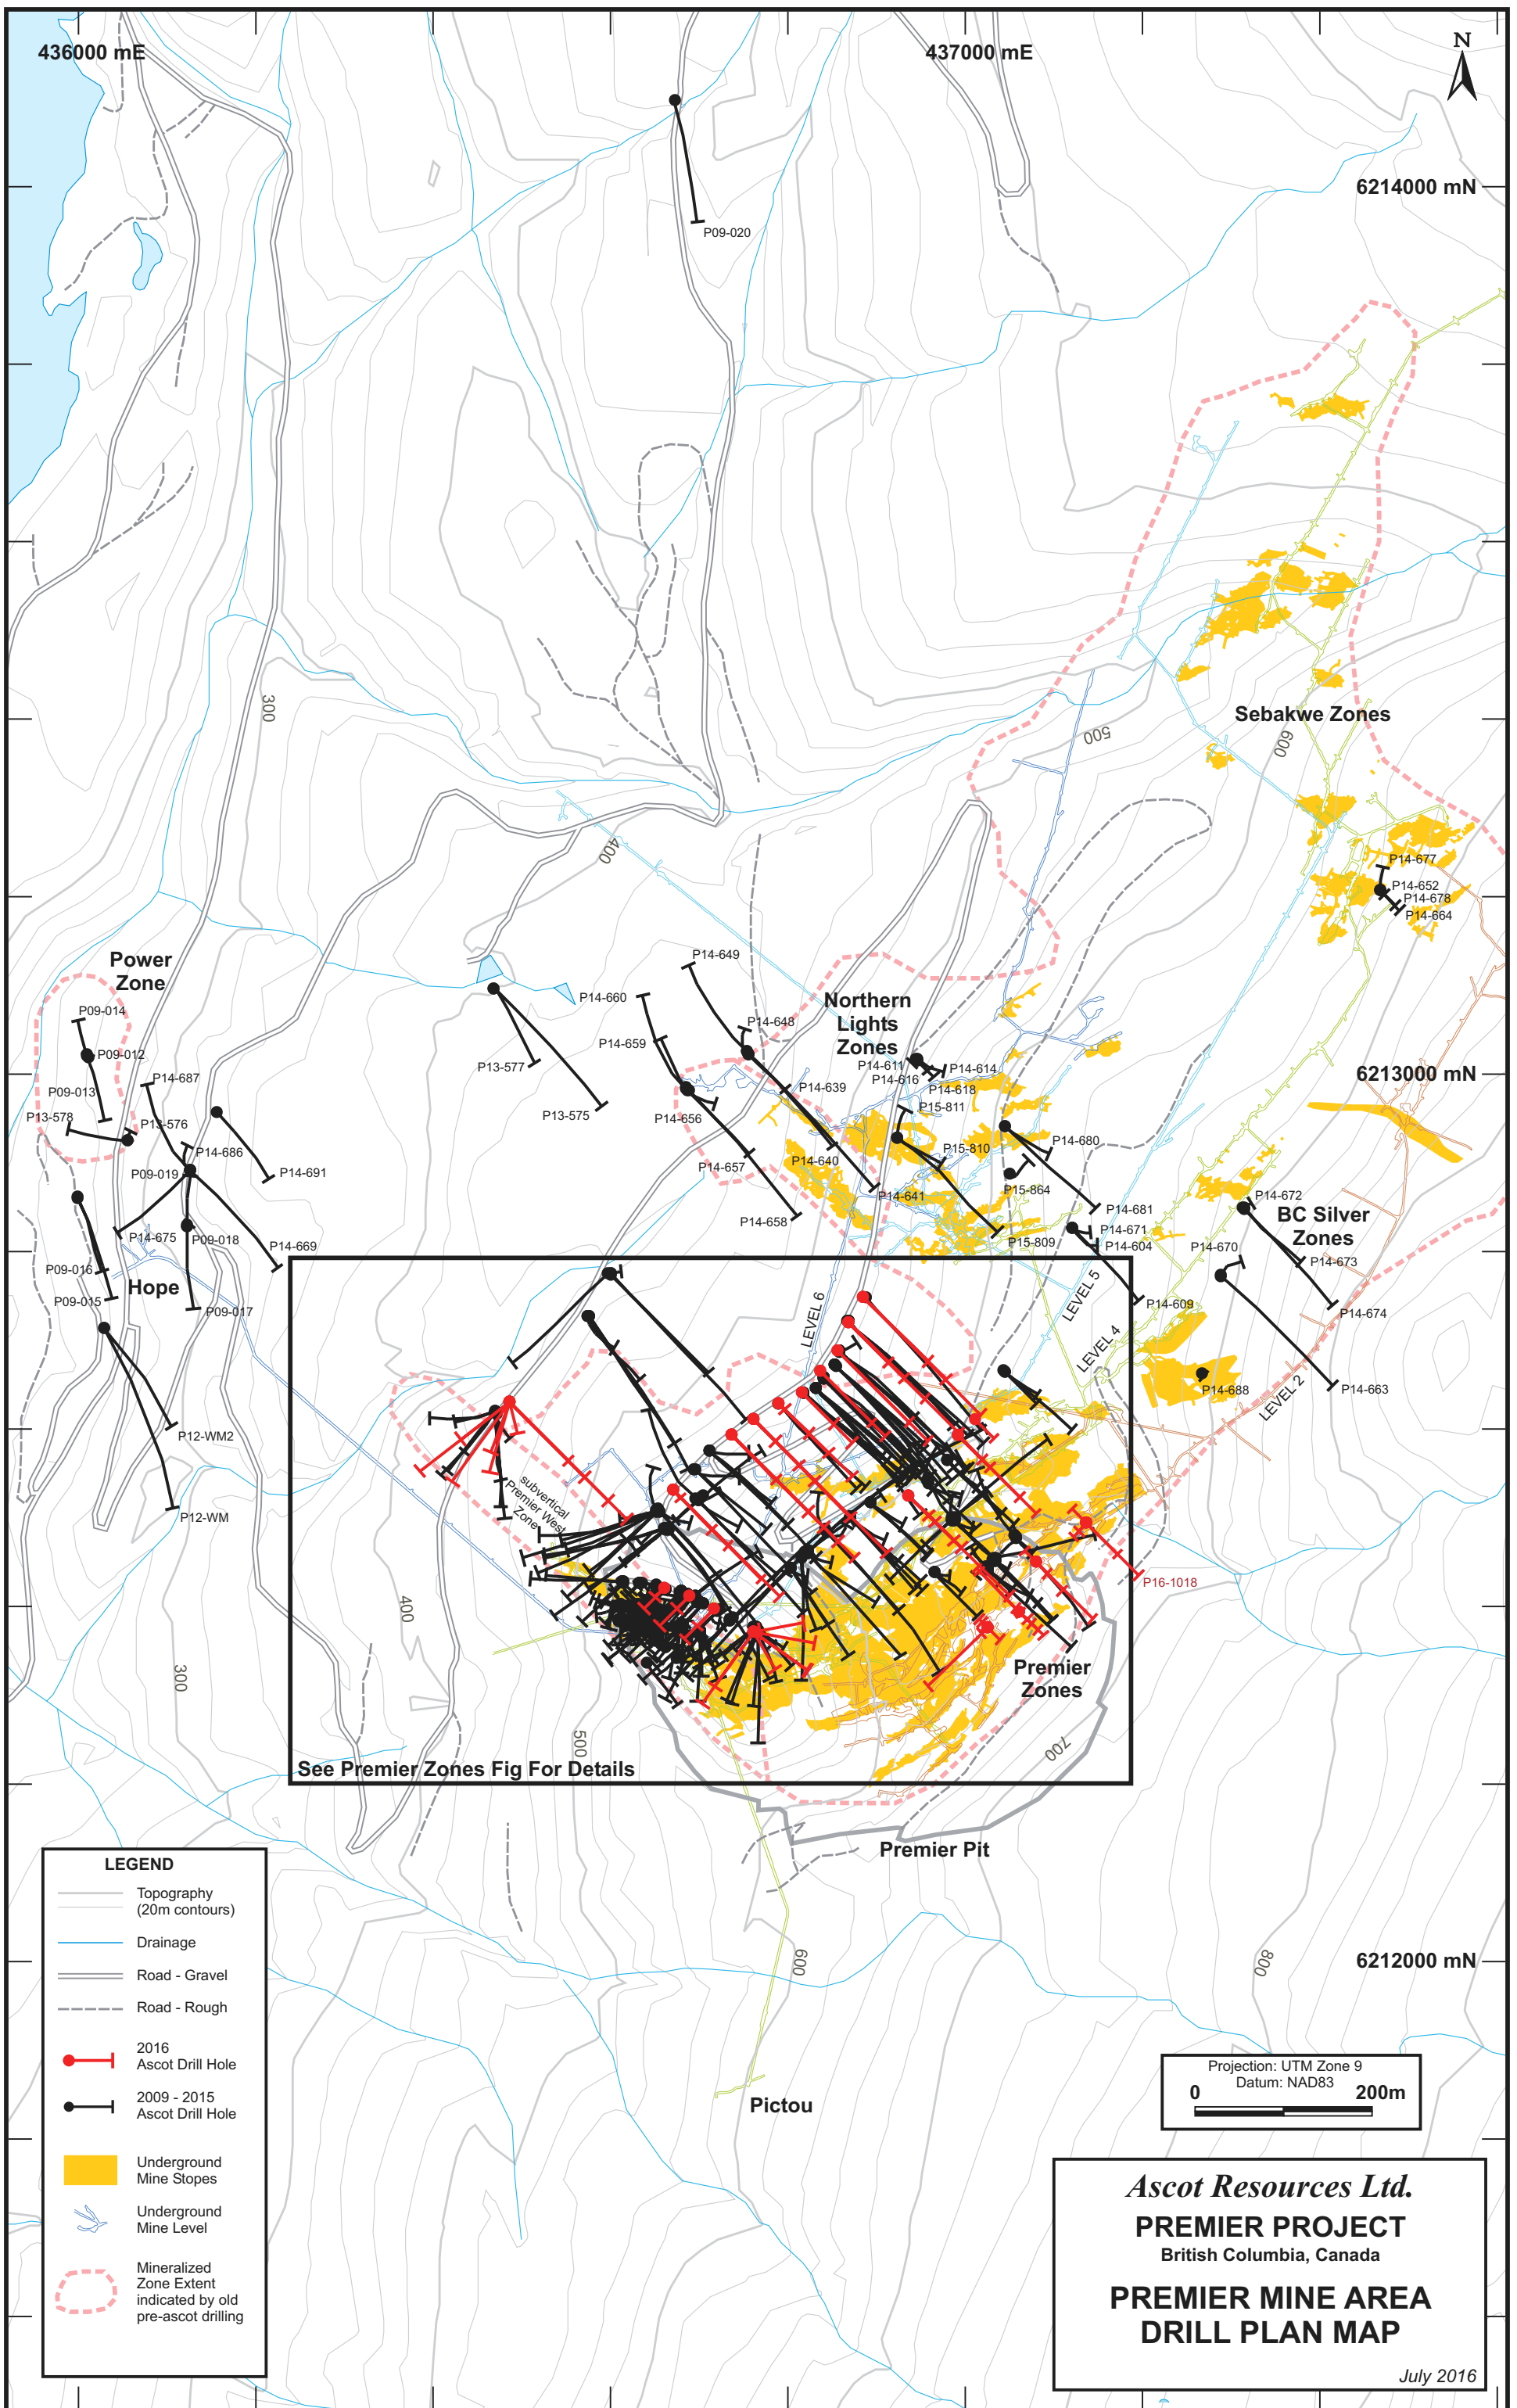 436000 mE
437000 mE
N
6214000 mN
P09-020
300
500
600
Sebakwe Zones
400
P14-677
P14-652
P14-678
P14-664
Power
Zone
P09-014
P09-012
P09-013
P13-578
P13-576
P14-687
P14-686
P09-019
P14-691
P14-675
P09-018
P14-669
P09-016
P09-015
Hope
P09-017
P12-WM2
P12-WM
P14-649
P14-660
P14-648
P14-659
P13-577
P13-575
P14-656
P14-639
P14-657
P14-640
P14-641
P14-658
Northern
Lights
Zones
P14-611
P14-616
P14-614
P14-618
P15-811
P15-810
P15-809
6213000 mN
P14-680
P15-864
P14-681
P14-671
P14-604
P14-609
P14-672
BC Silver
Zones
P14-670
P14-673
P14-674
P14-663
P14-688
LEVEL 6
LEVEL 5
LEVEL 4
LEVEL 2
subvertical
Premier West
Zone
P16-1018
Premier
Zones
400
300
500
700
See Premier Zones Fig For Details
Premier Pit
600
800
6212000 mN
Pictou
LEGEND
Topography
(20m contours)
Drainage
Road - Gravel
Road - Rough
2016
Ascot Drill Hole
2009 - 2015
Ascot Drill Hole
Underground
Mine Stopes
Underground
Mine Level
Mineralized
Zone Extent
indicated by old
pre-ascot drilling
Projection: UTM Zone 9
Datum: NAD83
0 200m
Ascot Resources Ltd.
PREMIER PROJECT
British Columbia, Canada
PREMIER MINE AREA
DRILL PLAN MAP
July 2016